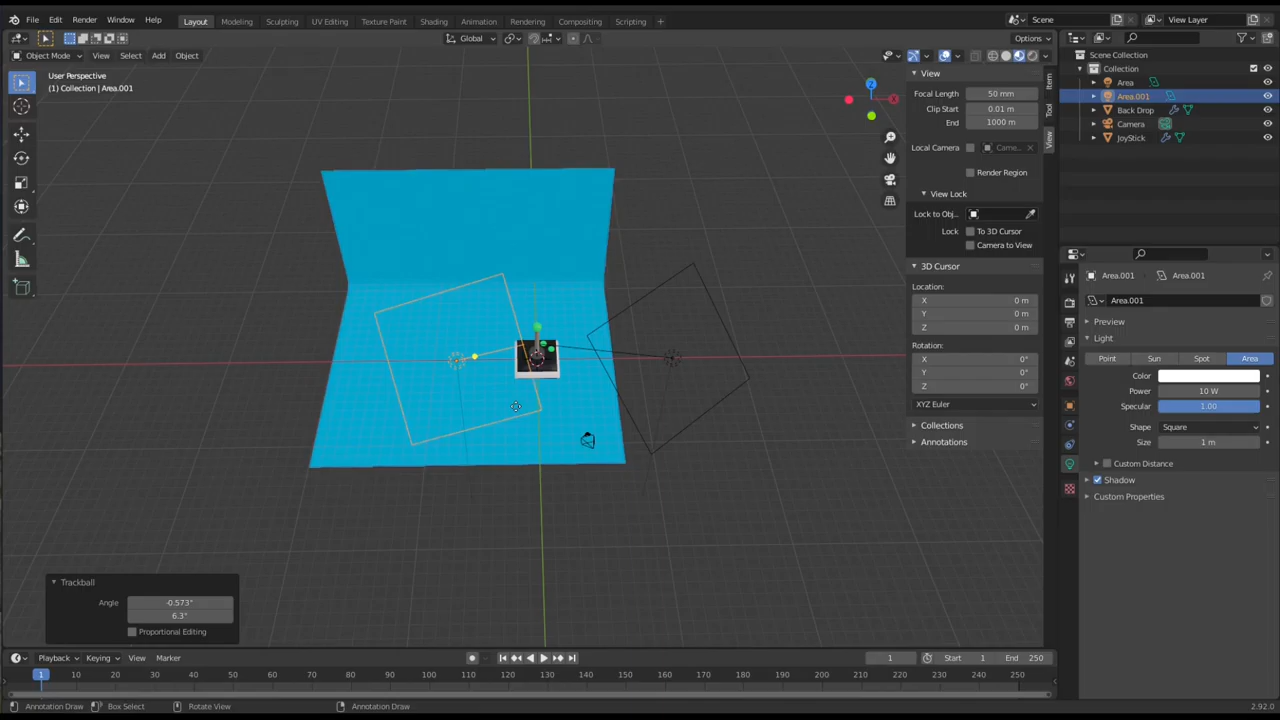 File Edit Render Window Help Layout Modeling Sculpting UV Editing Texture Paint Shading Animation Rendering Compositing Scripting + Scene View Layer
Global Options
Object Mode View Select Add Object
User Perspective
(1) Collection | Area.001
Z
X
View
Focal Length 50 mm
Clip Start 0.01 m
End 1000 m
Local Camera Came...
Render Region
View Lock
Lock to Obj...
Lock To 3D Cursor
Camera to View
3D Cursor
Location:
X 0 m
Y 0 m
Z 0 m
Rotation:
X 0°
Y 0°
Z 0°
XYZ Euler
Collections
Annotations
Item
Tool
View
Scene Collection
Collection
Area
Area.001
Back Drop
Camera
JoyStick
Area.001 Area.001
Area.001
Preview
Light
Point Sun Spot Area
Color
Power 10 W
Specular 1.00
Shape Square
Size 1 m
Custom Distance
Shadow
Custom Properties
Trackball
Angle -0.573°
6.3°
Proportional Editing
Playback Keying View Marker 1 Start 1 End 250
1 10 20 30 40 50 60 70 80 90 100 110 120 130 140 150 160 170 180 190 200 210 220 230 240 250
Annotation Draw Box Select Rotate View Annotation Draw 2.92.0